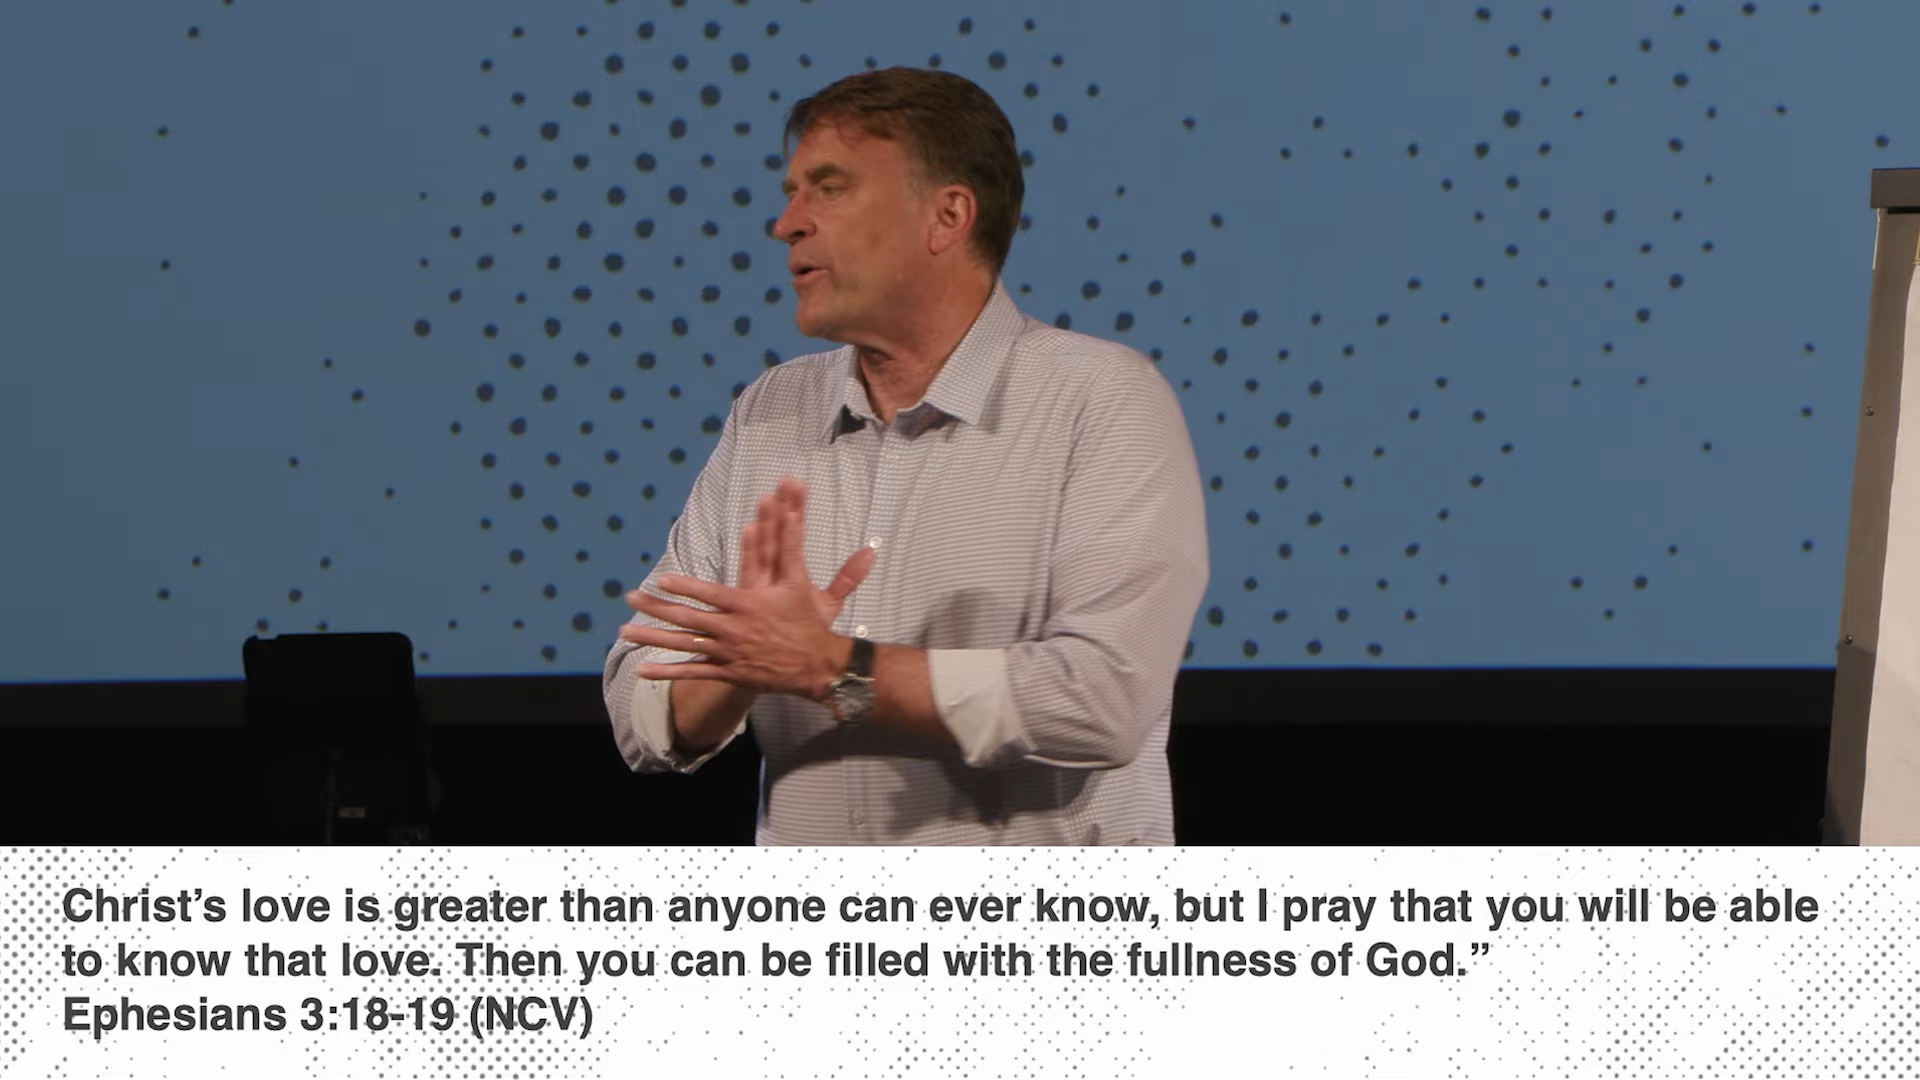 Christ’s love is greater than anyone can ever know, but I pray that you will be able
to know that love. Then you can be filled with the fullness of God.”
Ephesians 3:18-19 (NCV)